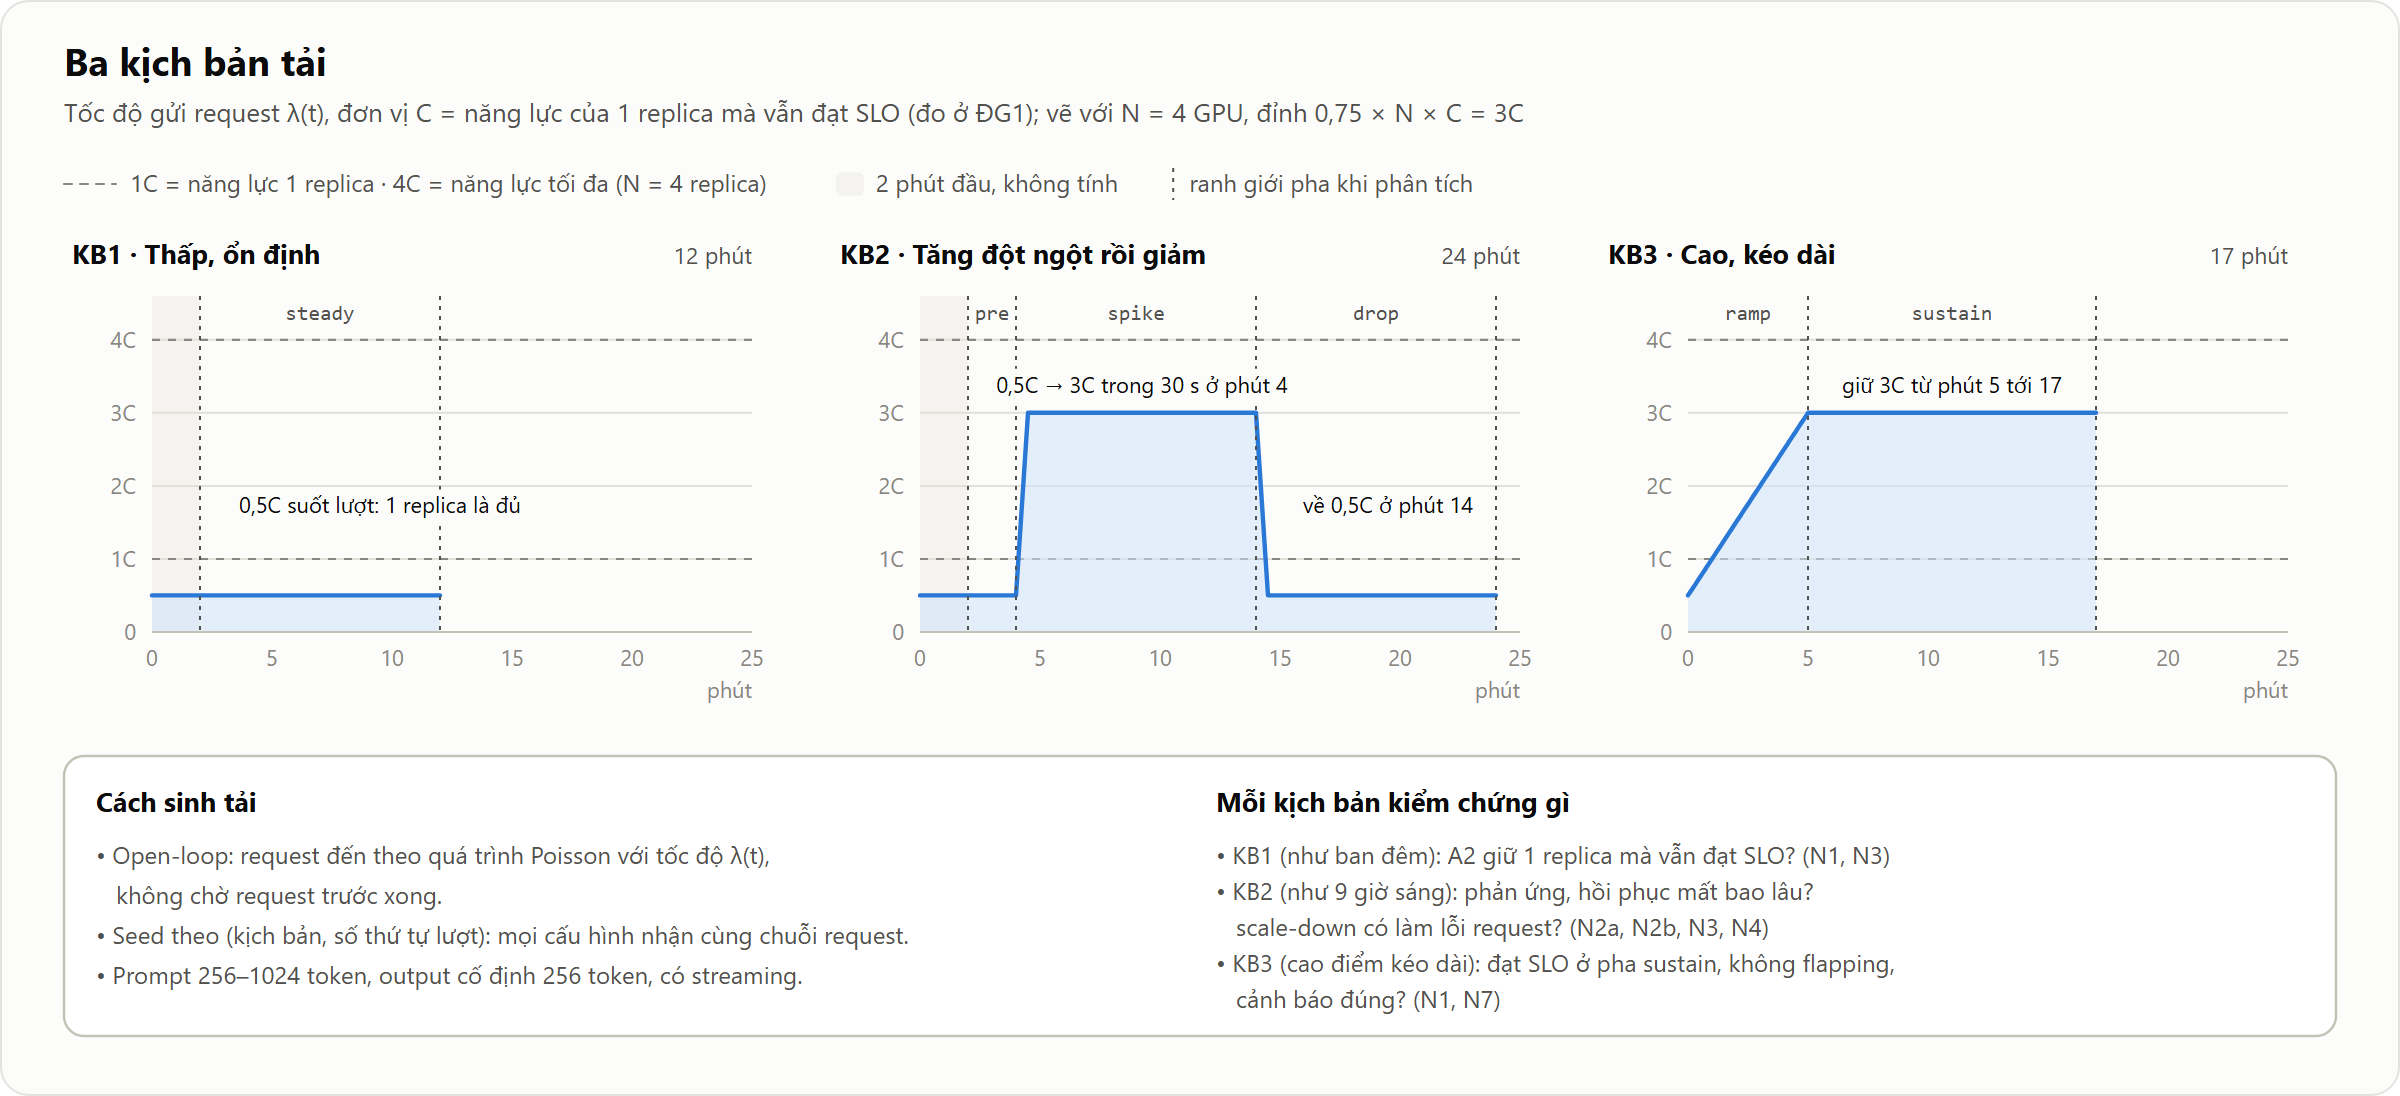 Ba kịch bản tải
Tốc độ gửi request λ(t), đơn vị C = năng lực của 1 replica mà vẫn đạt SLO (đo ở ĐG1); vẽ với N = 4 GPU, đỉnh 0,75 × N × C = 3C
1C = năng lực 1 replica · 4C = năng lực tối đa (N = 4 replica)
2 phút đầu, không tính
ranh giới pha khi phân tích
KB1 · Thấp, ổn định
12 phút
steady
4C
3C
2C
1C
0
0,5C suốt lượt: 1 replica là đủ
0 5 10 15 20 25
phút
KB2 · Tăng đột ngột rồi giảm
24 phút
pre
spike
drop
4C
3C
2C
1C
0
0,5C → 3C trong 30 s ở phút 4
về 0,5C ở phút 14
0 5 10 15 20 25
phút
KB3 · Cao, kéo dài
17 phút
ramp
sustain
4C
3C
2C
1C
0
giữ 3C từ phút 5 tới 17
0 5 10 15 20 25
phút
Cách sinh tải
• Open-loop: request đến theo quá trình Poisson với tốc độ λ(t),
không chờ request trước xong.
• Seed theo (kịch bản, số thứ tự lượt): mọi cấu hình nhận cùng chuỗi request.
• Prompt 256–1024 token, output cố định 256 token, có streaming.
Mỗi kịch bản kiểm chứng gì
• KB1 (như ban đêm): A2 giữ 1 replica mà vẫn đạt SLO? (N1, N3)
• KB2 (như 9 giờ sáng): phản ứng, hồi phục mất bao lâu?
scale-down có làm lỗi request? (N2a, N2b, N3, N4)
• KB3 (cao điểm kéo dài): đạt SLO ở pha sustain, không flapping,
cảnh báo đúng? (N1, N7)